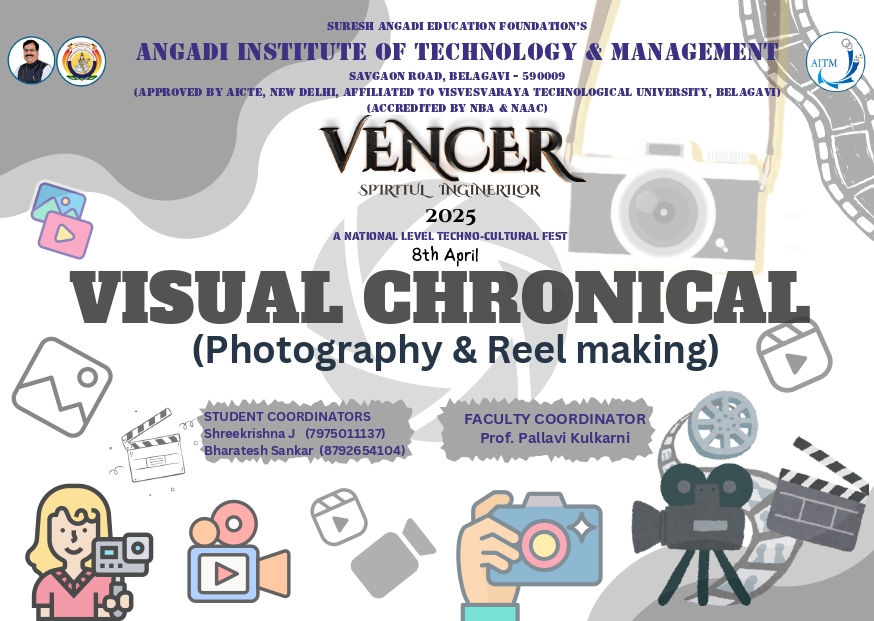 SURESH ANGADI EDUCATION FOUNDATION'S
ANGADI INSTITUTE OF TECHNOLOGY & MANAGEMENT
SAVGAON ROAD, BELAGAVI - 590009
(APPROVED BY AICTE, NEW DELHI, AFFILIATED TO VISVESVARAYA TECHNOLOGICAL UNIVERSITY, BELAGAVI)
(ACCREDITED BY NBA & NAAC)
AITM
VENCER
SPIRITUL INGINERILOR
2025
A NATIONAL LEVEL TECHNO-CULTURAL FEST
8th April
VISUAL CHRONICAL
(Photography & Reel making)
STUDENT COORDINATORS
Shreekrishna J (7975011137)
Bharatesh Sankar (8792654104)
FACULTY COORDINATOR
Prof. Pallavi Kulkarni